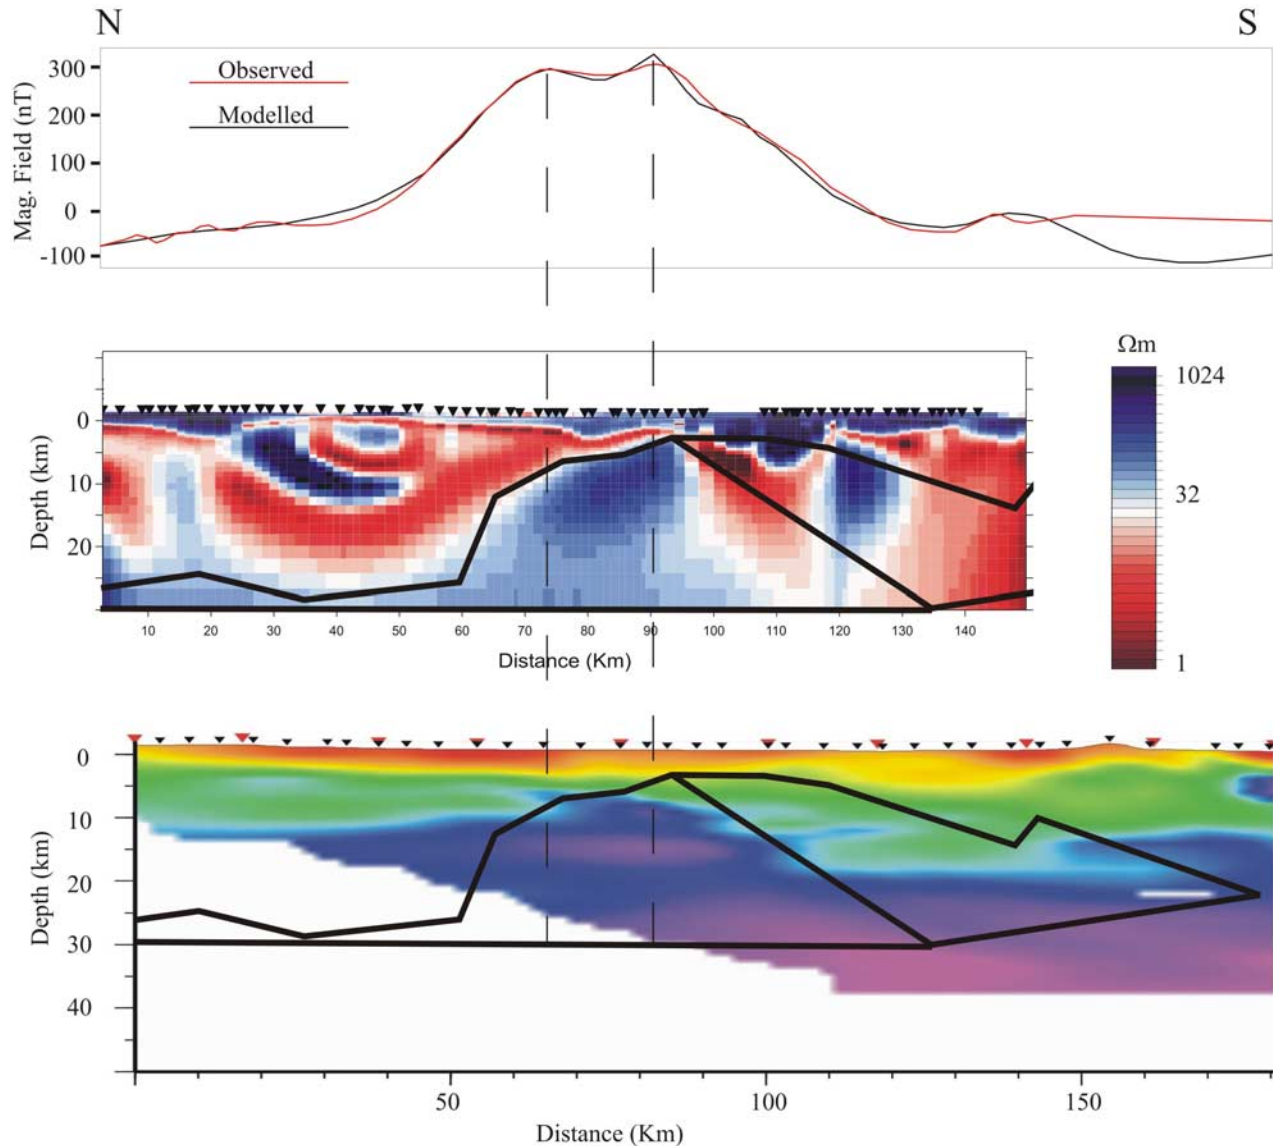 N S
Observed
Modelled
Mag. Field (nT)
300
200
100
0
-100
Ωm
1024
32
1
Depth (km)
0
10
20
10 20 30 40 50 60 70 80 90 100 110 120 130 140
Distance (Km)
Depth (km)
0
10
20
30
40
50 100 150
Distance (Km)